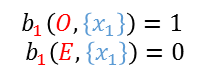 b₁(O,{x₁}) = 1
b₁(E,{x₁}) = 0